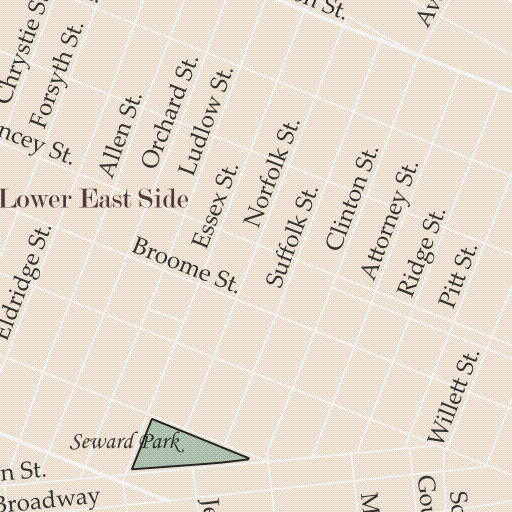 Chrystie St.
Forsyth St.
Allen St.
Orchard St.
Ludlow St.
Lower East Side
Essex St.
Norfolk St.
Suffolk St.
Clinton St.
Attorney St.
Ridge St.
Pitt St.
Broome St.
Eldridge St.
Willett St.
Seward Park
Broadway